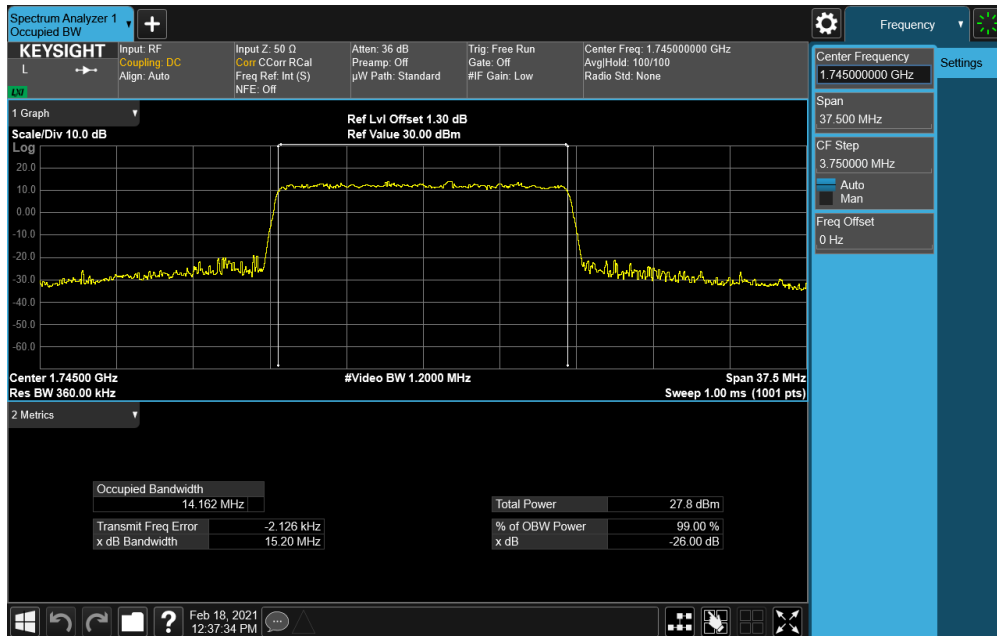 Spectrum Analyzer 1
Occupied BW
Frequency
KEYSIGHT
L
LXI
Input: RF
Coupling: DC
Align: Auto
Input Z: 50 Ω
Corr CCorr RCal
Freq Ref: Int (S)
NFE: Off
Atten: 36 dB
Preamp: Off
µW Path: Standard
Trig: Free Run
Gate: Off
#IF Gain: Low
Center Freq: 1.745000000 GHz
Avg|Hold: 100/100
Radio Std: None
Center Frequency
1.745000000 GHz
Settings
Span
37.500 MHz
CF Step
3.750000 MHz
Auto
Man
Freq Offset
0 Hz
1 Graph
Scale/Div 10.0 dB
Ref Lvl Offset 1.30 dB
Ref Value 30.00 dBm
Log
20.0
10.0
0.00
-10.0
-20.0
-30.0
-40.0
-50.0
-60.0
Center 1.74500 GHz
#Video BW 1.2000 MHz
Span 37.5 MHz
Res BW 360.00 kHz
Sweep 1.00 ms (1001 pts)
2 Metrics
Occupied Bandwidth
14.162 MHz
Total Power 27.8 dBm
Transmit Freq Error -2.126 kHz
% of OBW Power 99.00 %
x dB Bandwidth 15.20 MHz
x dB -26.00 dB
?
Feb 18, 2021
12:37:34 PM